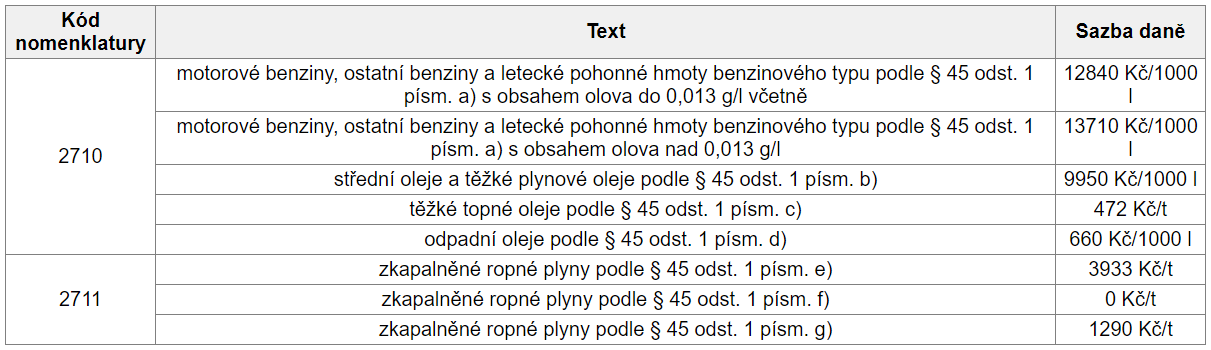 Kód
nomenklatury
Text
Sazba daně
2710
motorové benziny, ostatní benziny a letecké pohonné hmoty benzinového typu podle § 45 odst. 1
písm. a) s obsahem olova do 0,013 g/l včetně
12840 Kč/1000
l
motorové benziny, ostatní benziny a letecké pohonné hmoty benzinového typu podle § 45 odst. 1
písm. a) s obsahem olova nad 0,013 g/l
13710 Kč/1000
l
střední oleje a těžké plynové oleje podle § 45 odst. 1 písm. b)
9950 Kč/1000 l
těžké topné oleje podle § 45 odst. 1 písm. c)
472 Kč/t
odpadní oleje podle § 45 odst. 1 písm. d)
660 Kč/1000 l
2711
zkapalněné ropné plyny podle § 45 odst. 1 písm. e)
3933 Kč/t
zkapalněné ropné plyny podle § 45 odst. 1 písm. f)
0 Kč/t
zkapalněné ropné plyny podle § 45 odst. 1 písm. g)
1290 Kč/t